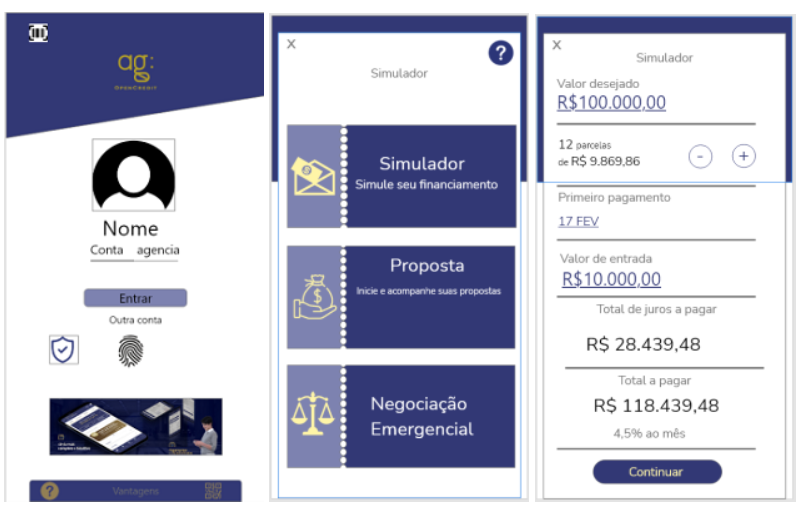 ag:
OPENCREDIT
Nome
Conta agencia
Entrar
Outra conta
Vantagens
?
X
?
Simulador
Simulador
Simule seu financiamento
Proposta
Inicie e acompanhe suas propostas
Negociação
Emergencial
X
Simulador
Valor desejado
R$100.000,00
12 parcelas
de R$ 9.869,86
-
+
Primeiro pagamento
17 FEV
Valor de entrada
R$10.000,00
Total de juros a pagar
R$ 28.439,48
Total a pagar
R$ 118.439,48
4,5% ao mês
Continuar